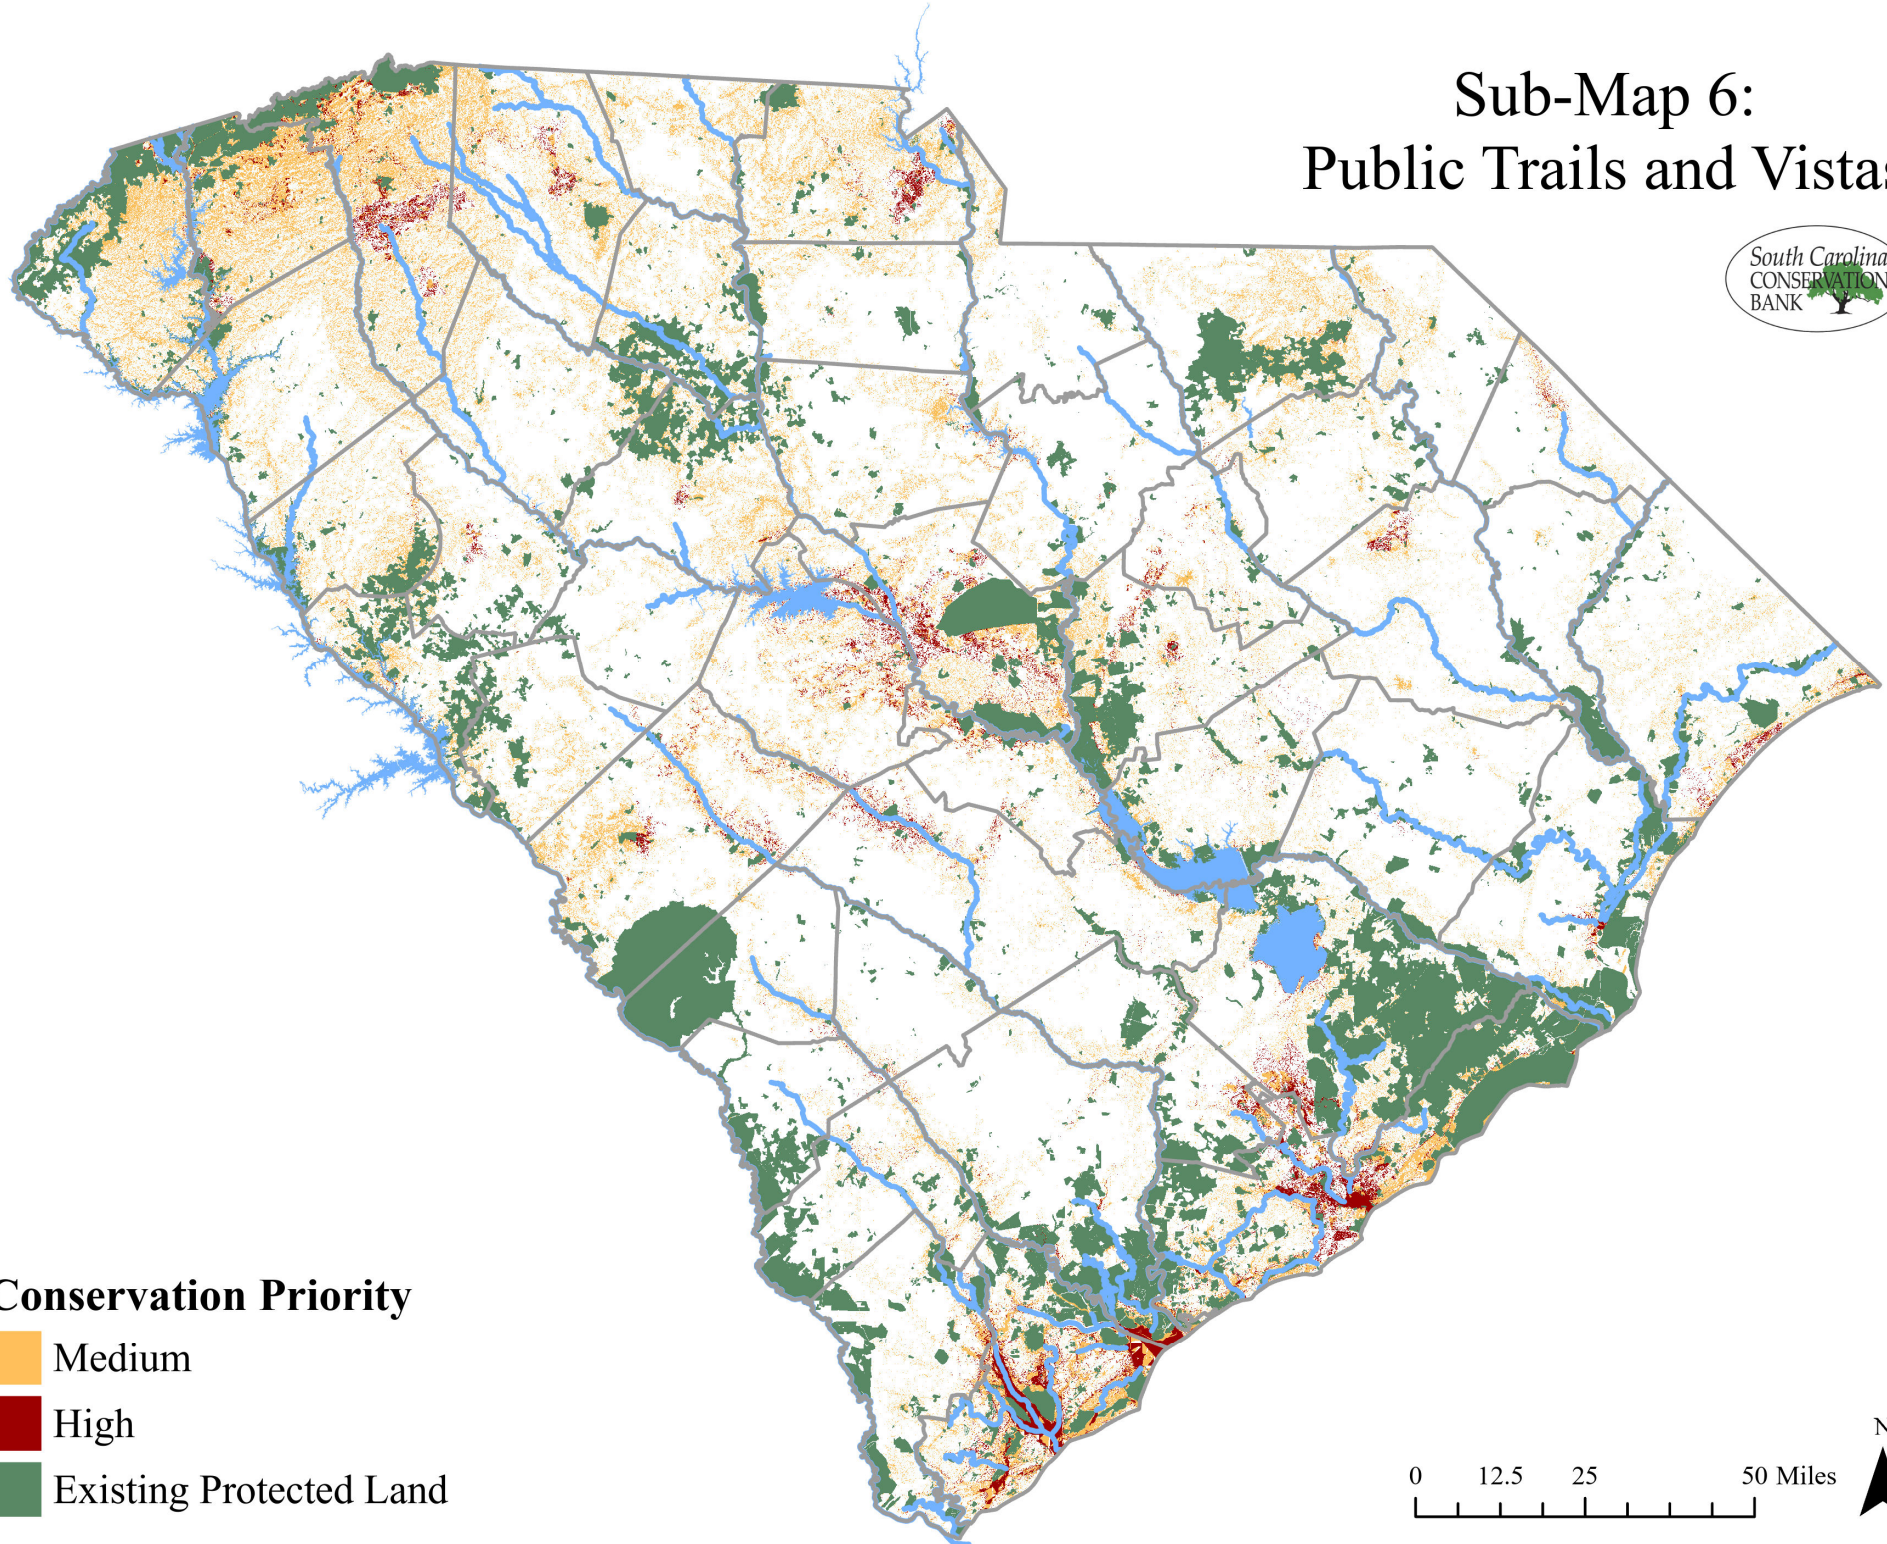 Sub-Map 6:
Public Trails and Vistas
South Carolina
CONSERVATION
BANK
Conservation Priority
Medium
High
Existing Protected Land
N
0 12.5 25 50 Miles